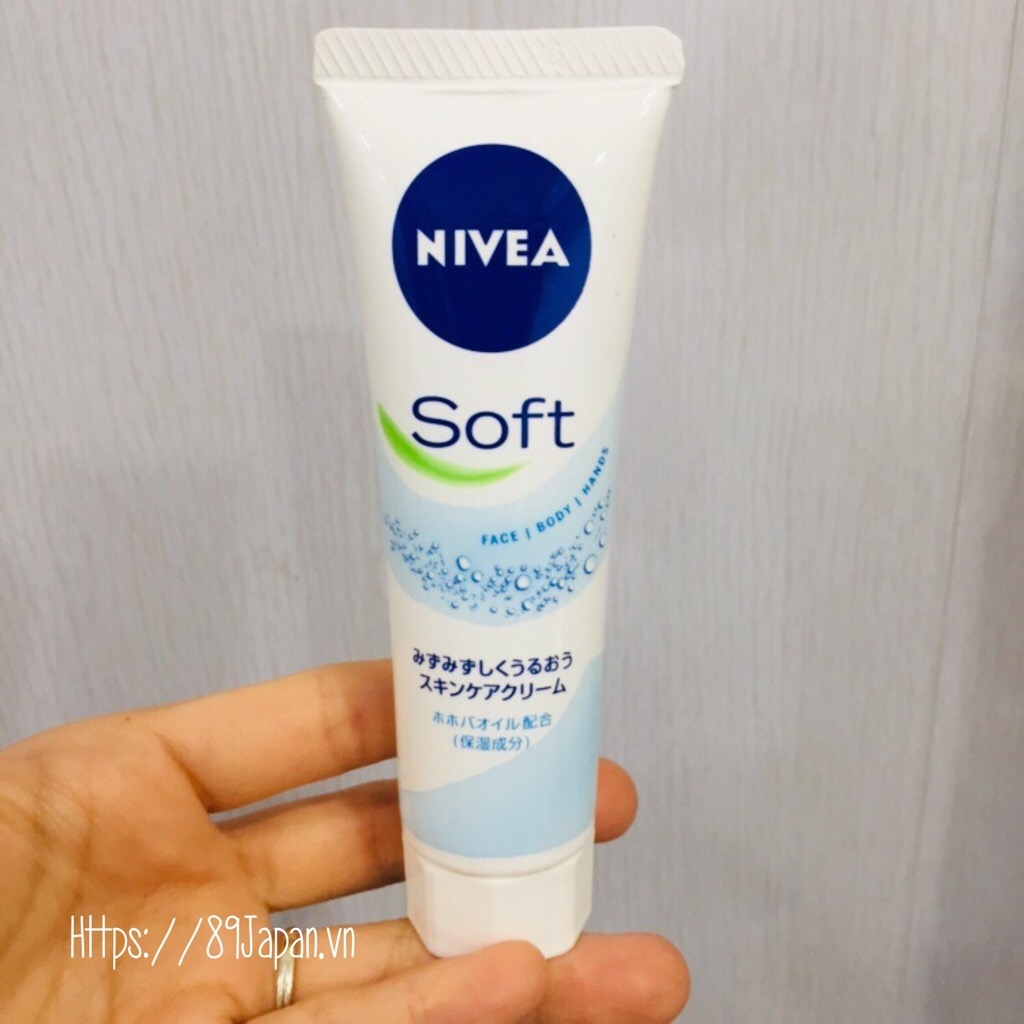 NIVEA
Soft
FACE | BODY | HANDS
みずみずしくうるおう
スキンケアクリーム
ホホバオイル配合
(保湿成分)
Https://89Japan.vn